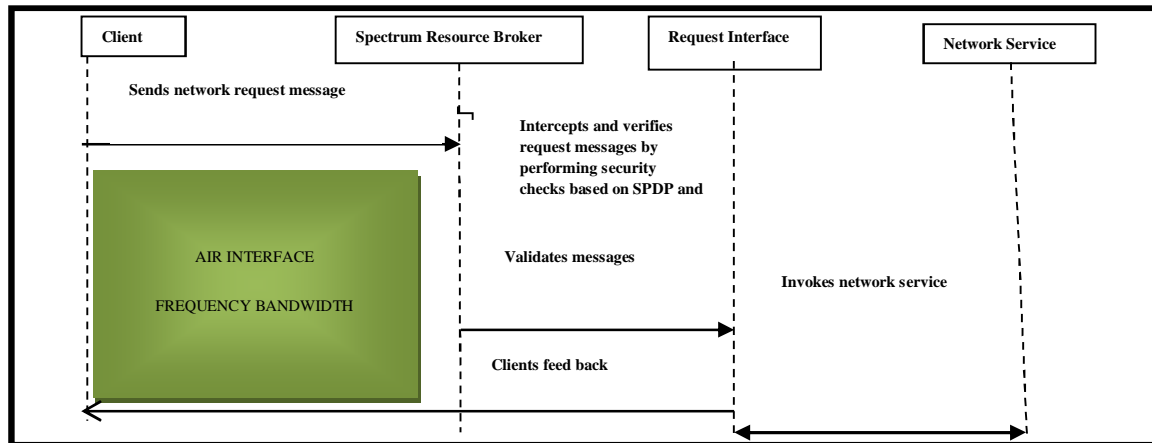 Client
Spectrum Resource Broker
Request Interface
Network Service
Sends network request message
Intercepts and verifies
request messages by
performing security
checks based on SPDP and
AIR INTERFACE
FREQUENCY BANDWIDTH
Validates messages
Invokes network service
Clients feed back